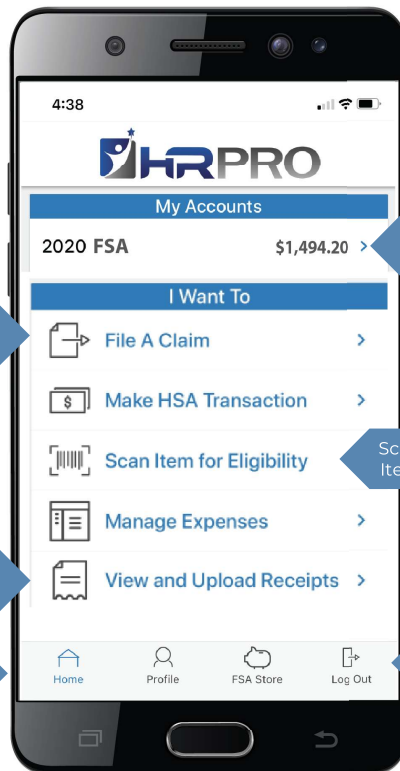 4:38
HRPRO
My Accounts
2020 FSA $1,494.20
I Want To
File A Claim
Make HSA Transaction
Scan Item for Eligibility
Manage Expenses
View and Upload Receipts
Home Profile FSA Store Log Out